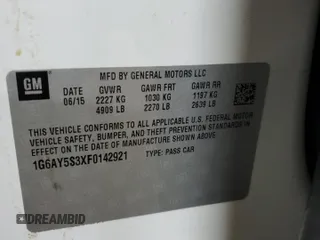 GM
MFD BY GENERAL MOTORS LLC
DATE GVWR GAWR FRT GAWR RR
06/15 2227 KG 1030 KG 1197 KG
4909 LB 2270 LB 2639 LB
THIS VEHICLE CONFORMS TO ALL APPLICABLE U.S. FEDERAL MOTOR VEHICLE SAFETY, BUMPER, AND THEFT PREVENTION STANDARDS IN EFFECT ON THE DATE OF MANUFACTURE SHOWN ABOVE.
1G6AY5S3XF0142921 TYPE: PASS CAR
DREAMBID